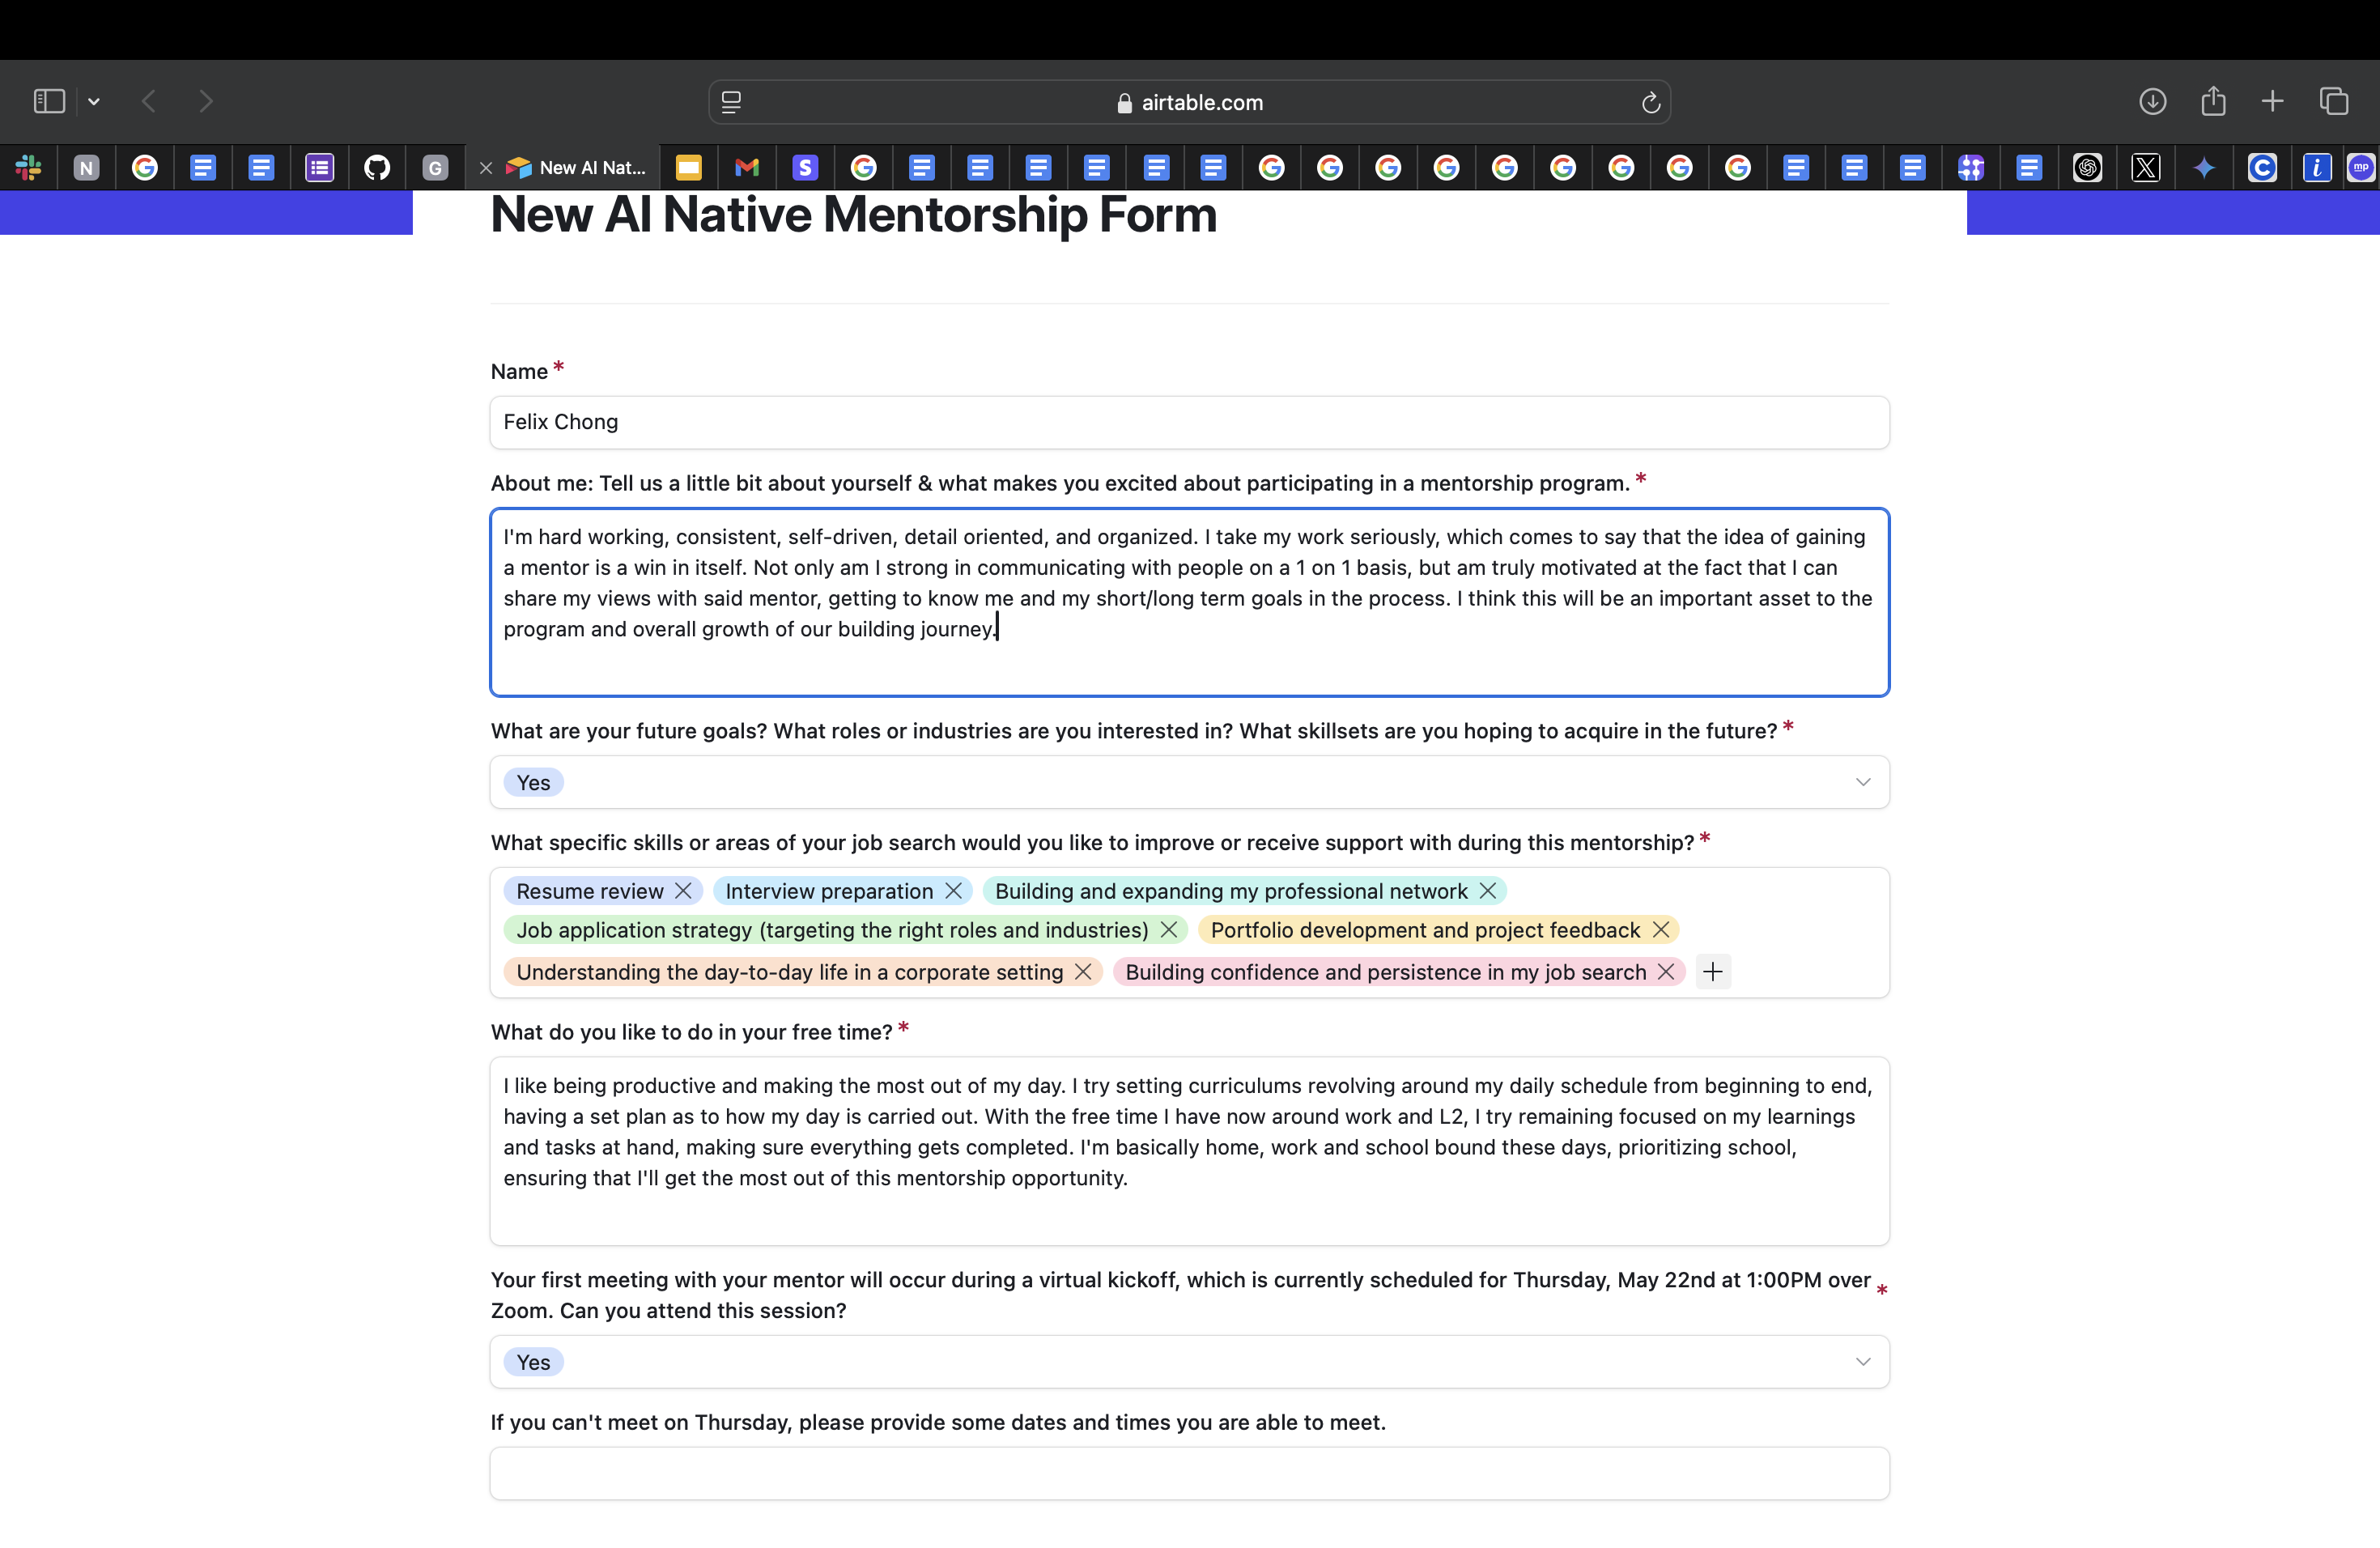 airtable.com
N
G
New AI Nat...
S
X
C
i
mp
New AI Native Mentorship Form
Name *
Felix Chong
About me: Tell us a little bit about yourself & what makes you excited about participating in a mentorship program. *
I'm hard working, consistent, self-driven, detail oriented, and organized. I take my work seriously, which comes to say that the idea of gaining
a mentor is a win in itself. Not only am I strong in communicating with people on a 1 on 1 basis, but am truly motivated at the fact that I can
share my views with said mentor, getting to know me and my short/long term goals in the process. I think this will be an important asset to the
program and overall growth of our building journey.
What are your future goals? What roles or industries are you interested in? What skillsets are you hoping to acquire in the future? *
Yes
What specific skills or areas of your job search would you like to improve or receive support with during this mentorship? *
Resume review Interview preparation Building and expanding my professional network
Job application strategy (targeting the right roles and industries) Portfolio development and project feedback
Understanding the day-to-day life in a corporate setting Building confidence and persistence in my job search
What do you like to do in your free time? *
I like being productive and making the most out of my day. I try setting curriculums revolving around my daily schedule from beginning to end,
having a set plan as to how my day is carried out. With the free time I have now around work and L2, I try remaining focused on my learnings
and tasks at hand, making sure everything gets completed. I'm basically home, work and school bound these days, prioritizing school,
ensuring that I'll get the most out of this mentorship opportunity.
Your first meeting with your mentor will occur during a virtual kickoff, which is currently scheduled for Thursday, May 22nd at 1:00PM over *
Zoom. Can you attend this session?
Yes
If you can't meet on Thursday, please provide some dates and times you are able to meet.